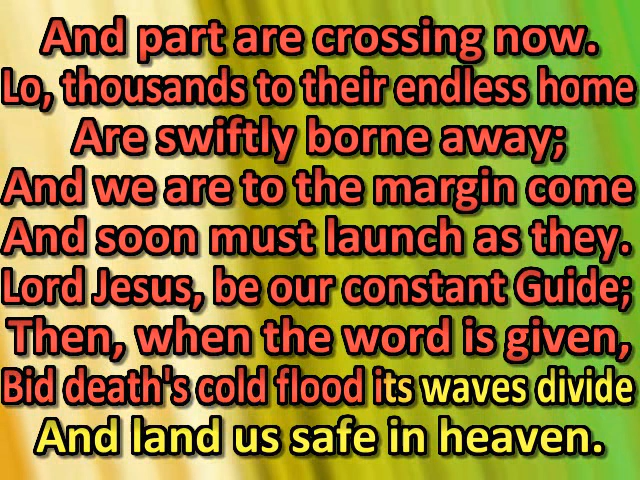 And part are crossing now.
Lo, thousands to their endless home
Are swiftly borne away;
And we are to the margin come
And soon must launch as they.
Lord Jesus, be our constant Guide;
Then, when the word is given,
Bid death's cold flood its waves divide
And land us safe in heaven.